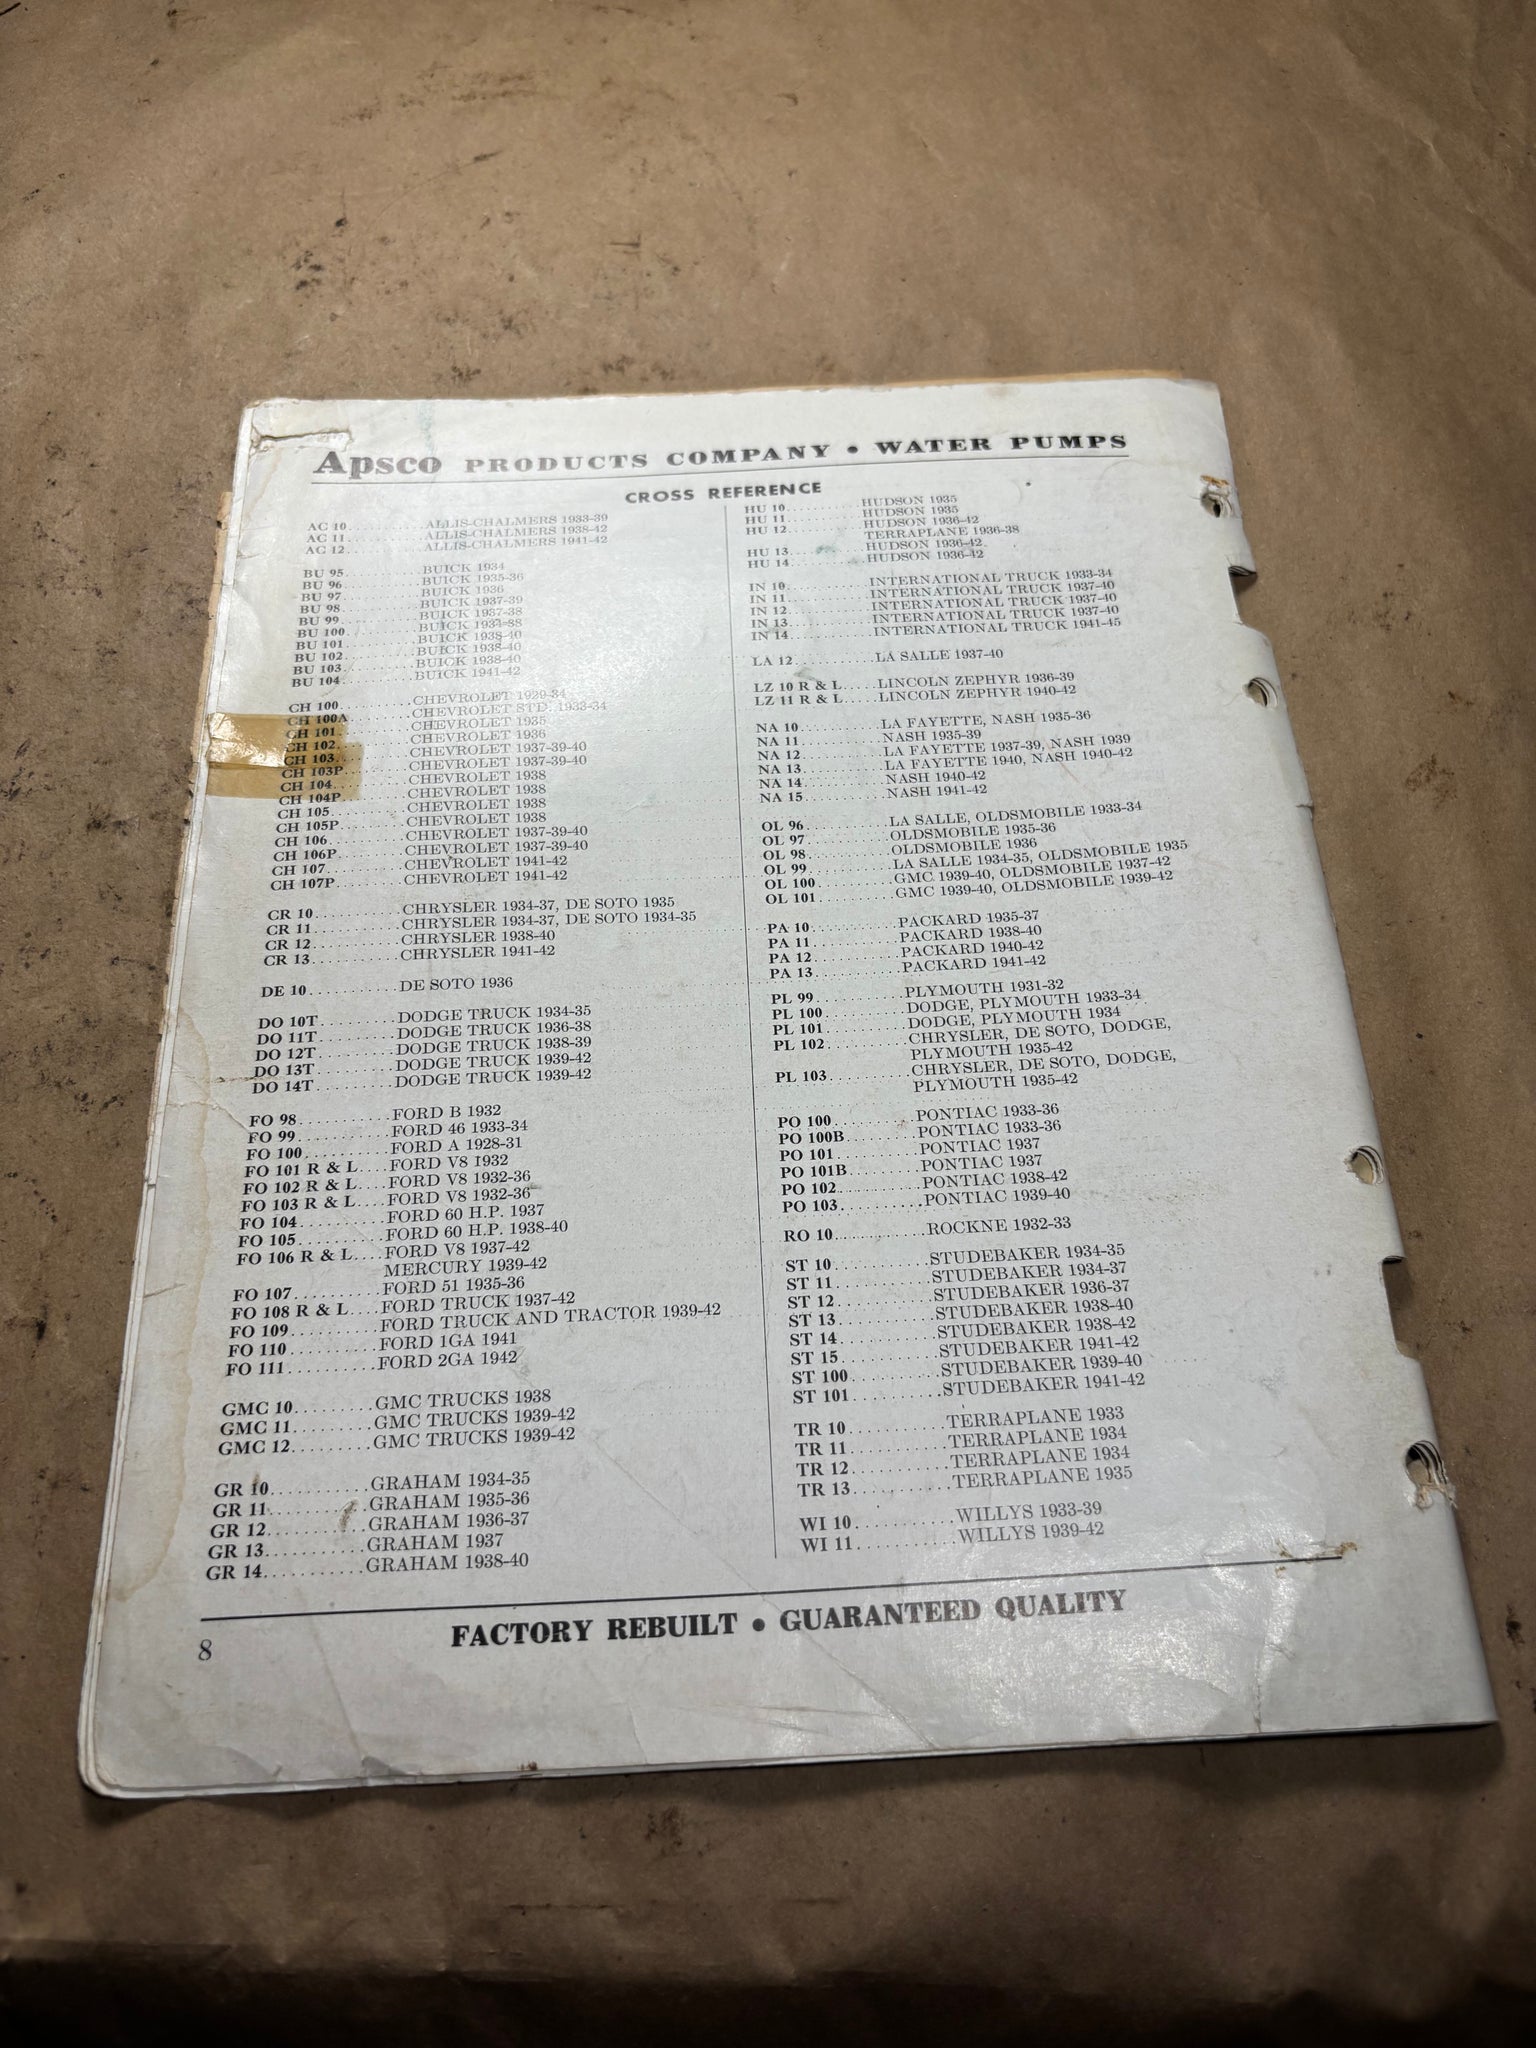 Apsco PRODUCTS COMPANY • WATER PUMPS
CROSS REFERENCE
AC 10..........ALLIS-CHALMERS 1933-39
AC 11..........ALLIS-CHALMERS 1938-42
AC 12..........ALLIS-CHALMERS 1941-42
BU 95..........BUICK 1934
BU 96..........BUICK 1935-36
BU 97..........BUICK 1936
BU 98..........BUICK 1937-39
BU 99..........BUICK 1937-38
BU 100.........BUICK 1934-38
BU 101.........BUICK 1938-40
BU 102.........BUICK 1938-40
BU 103.........BUICK 1938-40
BU 104.........BUICK 1941-42
CH 100.........CHEVROLET 1929-34
CH 100A........CHEVROLET STD. 1933-34
CH 101.........CHEVROLET 1935
CH 102.........CHEVROLET 1936
CH 103.........CHEVROLET 1937-39-40
CH 103P........CHEVROLET 1937-39-40
CH 104.........CHEVROLET 1938
CH 104P........CHEVROLET 1938
CH 105.........CHEVROLET 1938
CH 105P........CHEVROLET 1938
CH 106.........CHEVROLET 1937-39-40
CH 106P........CHEVROLET 1937-39-40
CH 107.........CHEVROLET 1941-42
CH 107P........CHEVROLET 1941-42
CR 10..........CHRYSLER 1934-37, DE SOTO 1935
CR 11..........CHRYSLER 1934-37, DE SOTO 1934-35
CR 12..........CHRYSLER 1938-40
CR 13..........CHRYSLER 1941-42
DE 10..........DE SOTO 1936
DO 10T.........DODGE TRUCK 1934-35
DO 11T.........DODGE TRUCK 1936-38
DO 12T.........DODGE TRUCK 1938-39
DO 13T.........DODGE TRUCK 1939-42
DO 14T.........DODGE TRUCK 1939-42
FO 98..........FORD B 1932
FO 99..........FORD 46 1933-34
FO 100.........FORD A 1928-31
FO 101 R & L....FORD V8 1932
FO 102 R & L....FORD V8 1932-36
FO 103 R & L....FORD V8 1932-36
FO 104.........FORD 60 H.P. 1937
FO 105.........FORD 60 H.P. 1938-40
FO 106 R & L....FORD V8 1937-42
MERCURY 1939-42
FO 107.........FORD 51 1935-36
FO 108 R & L....FORD TRUCK 1937-42
FO 109.........FORD TRUCK AND TRACTOR 1939-42
FO 110.........FORD 1GA 1941
FO 111.........FORD 2GA 1942
GMC 10.........GMC TRUCKS 1938
GMC 11.........GMC TRUCKS 1939-42
GMC 12.........GMC TRUCKS 1939-42
GR 10..........GRAHAM 1934-35
GR 11..........GRAHAM 1935-36
GR 12..........GRAHAM 1936-37
GR 13..........GRAHAM 1937
GR 14..........GRAHAM 1938-40
HU 10..........HUDSON 1935
HU 11..........HUDSON 1935
HU 12..........HUDSON 1936-42
TERRAPLANE 1936-38
HU 13..........HUDSON 1936-42
HU 14..........HUDSON 1936-42
IN 10..........INTERNATIONAL TRUCK 1933-34
IN 11..........INTERNATIONAL TRUCK 1937-40
IN 12..........INTERNATIONAL TRUCK 1937-40
IN 13..........INTERNATIONAL TRUCK 1937-40
IN 14..........INTERNATIONAL TRUCK 1941-45
LA 12..........LA SALLE 1937-40
LZ 10 R & L.....LINCOLN ZEPHYR 1936-39
LZ 11 R & L.....LINCOLN ZEPHYR 1940-42
NA 10..........LA FAYETTE, NASH 1935-36
NA 11..........NASH 1935-39
NA 12..........LA FAYETTE 1937-39, NASH 1939
NA 13..........LA FAYETTE 1940, NASH 1940-42
NA 14..........NASH 1940-42
NA 15..........NASH 1941-42
OL 96..........LA SALLE, OLDSMOBILE 1933-34
OL 97..........OLDSMOBILE 1935-36
OL 98..........OLDSMOBILE 1936
OL 99..........LA SALLE 1934-35, OLDSMOBILE 1935
OL 100.........GMC 1939-40, OLDSMOBILE 1937-42
OL 101.........GMC 1939-40, OLDSMOBILE 1939-42
PA 10..........PACKARD 1935-37
PA 11..........PACKARD 1938-40
PA 12..........PACKARD 1940-42
PA 13..........PACKARD 1941-42
PL 99..........PLYMOUTH 1931-32
PL 100.........DODGE, PLYMOUTH 1933-34
PL 101.........DODGE, PLYMOUTH 1934
PL 102.........CHRYSLER, DE SOTO, DODGE,
PLYMOUTH 1935-42
PL 103.........CHRYSLER, DE SOTO, DODGE,
PLYMOUTH 1935-42
PO 100.........PONTIAC 1933-36
PO 100B........PONTIAC 1933-36
PO 101.........PONTIAC 1937
PO 101B........PONTIAC 1937
PO 102.........PONTIAC 1938-42
PO 103.........PONTIAC 1939-40
RO 10..........ROCKNE 1932-33
ST 10..........STUDEBAKER 1934-35
ST 11..........STUDEBAKER 1934-37
ST 12..........STUDEBAKER 1936-37
ST 13..........STUDEBAKER 1938-40
ST 14..........STUDEBAKER 1938-42
ST 15..........STUDEBAKER 1941-42
ST 100.........STUDEBAKER 1939-40
ST 101.........STUDEBAKER 1941-42
TR 10..........TERRAPLANE 1933
TR 11..........TERRAPLANE 1934
TR 12..........TERRAPLANE 1934
TR 13..........TERRAPLANE 1935
WI 10..........WILLYS 1933-39
WI 11..........WILLYS 1939-42
FACTORY REBUILT • GUARANTEED QUALITY
8